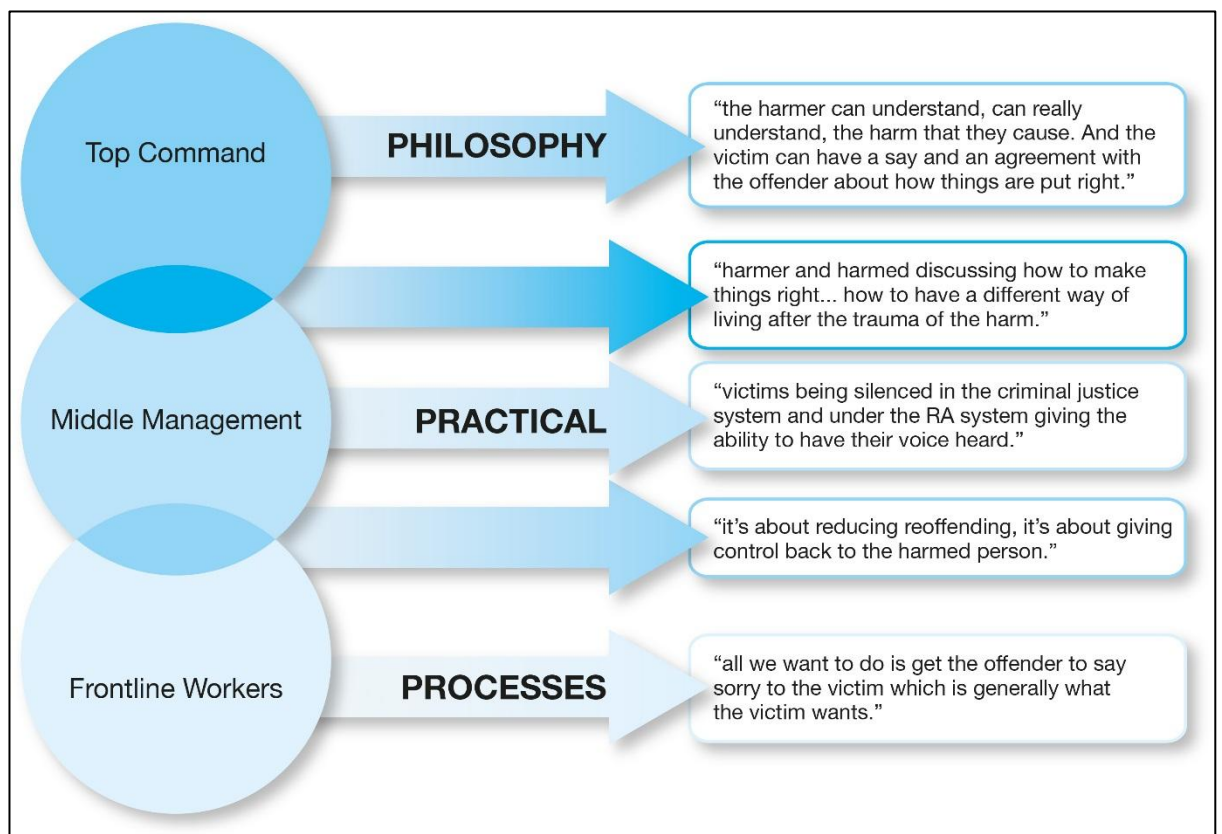 Top Command
PHILOSOPHY
“the harmer can understand, can really
understand, the harm that they cause. And the
victim can have a say and an agreement with
the offender about how things are put right.”
“harmer and harmed discussing how to make
things right... how to have a different way of
living after the trauma of the harm.”
Middle Management
PRACTICAL
“victims being silenced in the criminal justice
system and under the RA system giving the
ability to have their voice heard.”
“it’s about reducing reoffending, it’s about giving
control back to the harmed person.”
Frontline Workers
PROCESSES
“all we want to do is get the offender to say
sorry to the victim which is generally what
the victim wants.”